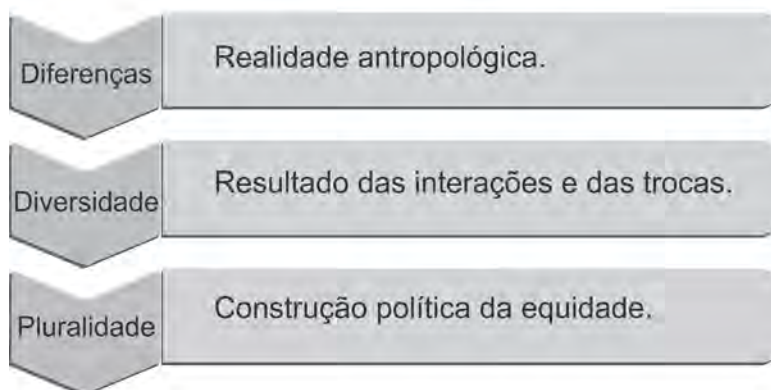 Diferenças
Realidade antropológica.
Diversidade
Resultado das interações e das trocas.
Pluralidade
Construção política da equidade.